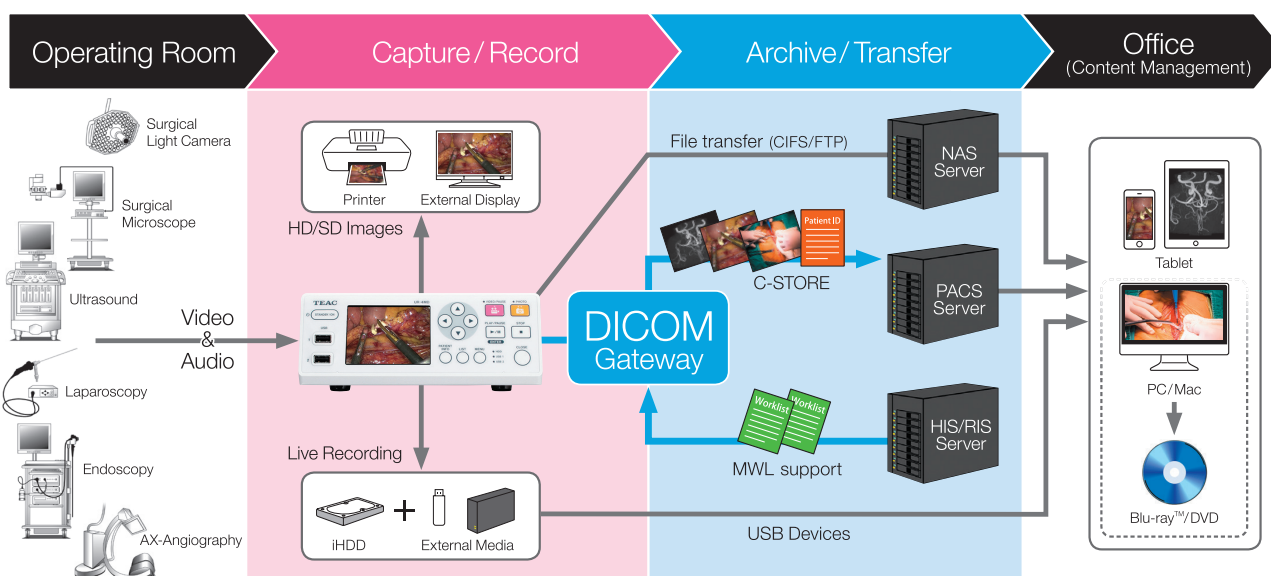 Operating Room
Capture / Record
Archive / Transfer
Office
(Content Management)
Surgical
Light Camera
Surgical
Microscope
Ultrasound
Laparoscopy
Endoscopy
AX-Angiography
Video
&
Audio
Printer
External Display
HD/SD Images
TEAC
Live Recording
iHDD
+
External Media
DICOM
Gateway
File transfer (CIFS/FTP)
Patient ID
C-STORE
Worklist
Worklist
MWL support
USB Devices
NAS
Server
PACS
Server
HIS/RIS
Server
Tablet
PC/Mac
Blu-ray™/DVD